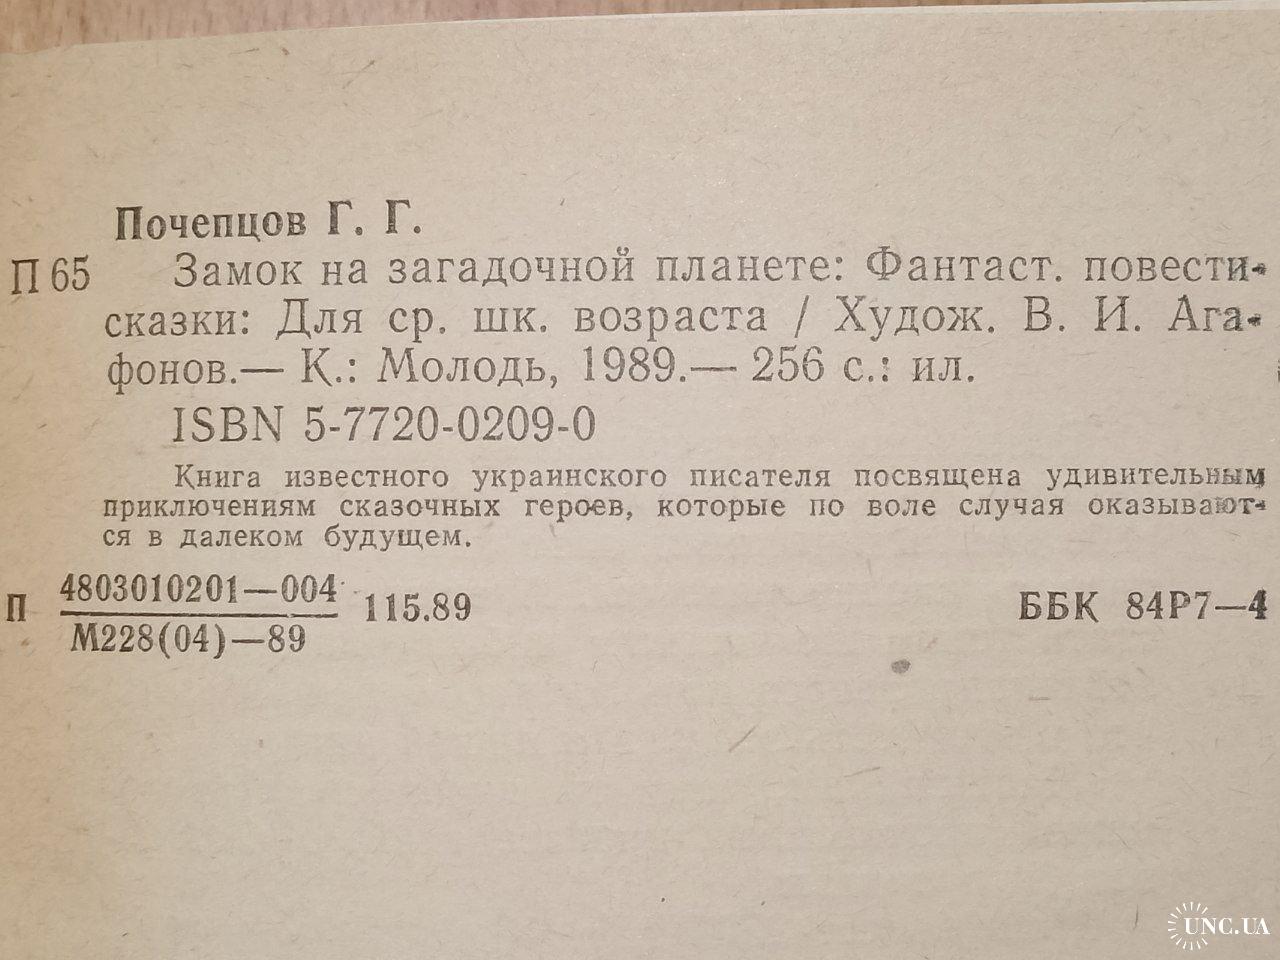 Почепцов Г. Г.
П 65 Замок на загадочной планете: Фантаст. повести-
сказки: Для ср. шк. возраста / Худож. В. И. Ага-
фонов.— К.: Молодь, 1989.— 256 с.: ил.
ISBN 5-7720-0209-0
Книга известного украинского писателя посвящена удивительным
приключениям сказочных героев, которые по воле случая оказывают-
ся в далеком будущем.
4803010201—004
П 115.89 ББК 84Р7—4
М228(04)—89
UNC.UA